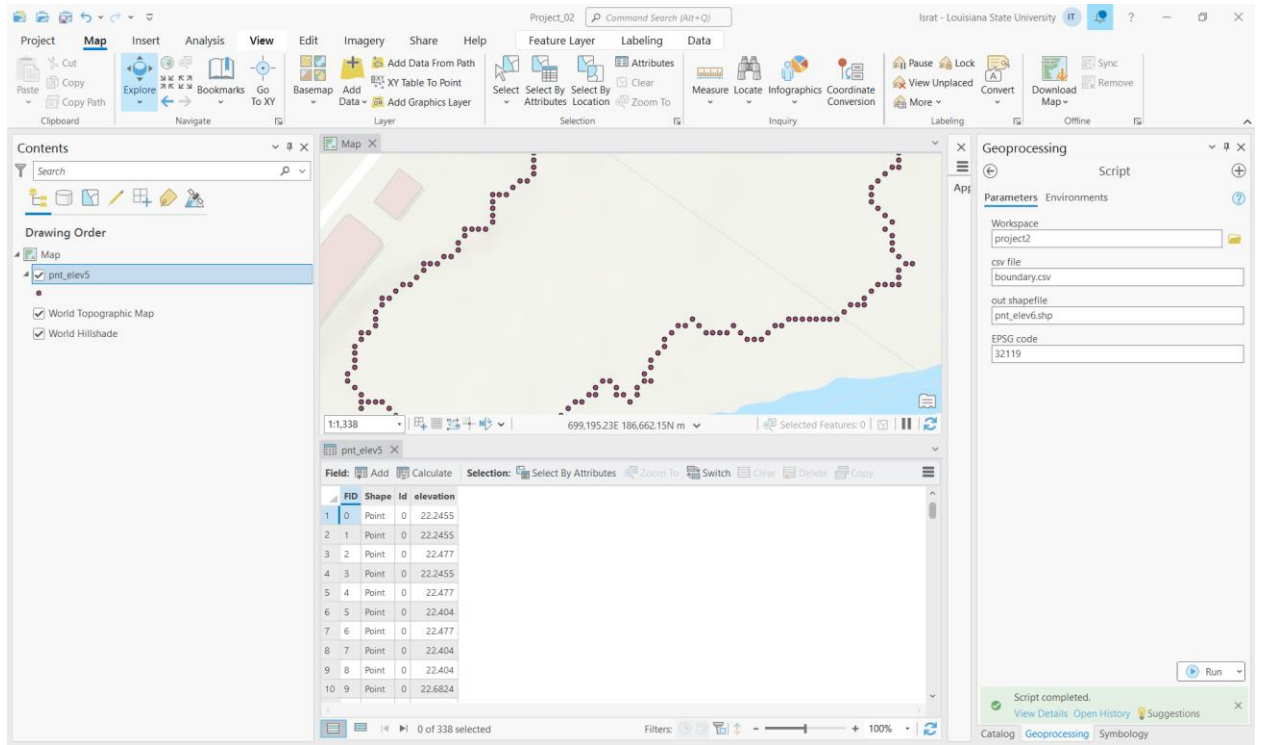 Project_02 Command Search (Alt+Q) Israt - Louisiana State University IT ?
Project Map Insert Analysis View Edit Imagery Share Help Feature Layer Labeling Data
Cut
Copy
Paste
Copy Path
Clipboard
Explore
Bookmarks
Go To XY
Navigate
Basemap
Add Data
Add Data From Path
XY Table To Point
Add Graphics Layer
Layer
Select
Select By Attributes
Select By Location
Attributes
Clear
Zoom To
Selection
Measure
Locate
Infographics
Coordinate Conversion
Inquiry
Pause
Lock
View Unplaced
More
Convert
Labeling
Download Map
Sync
Remove
Offline
Contents
Search
Drawing Order
Map
pnt_elev5
World Topographic Map
World Hillshade
Map
1:1,338 699,195.23E 186,662.15N m Selected Features: 0
pnt_elev5
Field: Add Calculate Selection: Select By Attributes Zoom To Switch Clear Delete Copy
FID Shape Id elevation
1 0 Point 0 22.2455
2 1 Point 0 22.2455
3 2 Point 0 22.477
4 3 Point 0 22.2455
5 4 Point 0 22.477
6 5 Point 0 22.404
7 6 Point 0 22.477
8 7 Point 0 22.404
9 8 Point 0 22.404
10 9 Point 0 22.6824
0 of 338 selected Filters: - + 100%
Geoprocessing
Script
Parameters Environments
Workspace
project2
csv file
boundary.csv
out shapefile
pnt_elev6.shp
EPSG code
32119
Run
Script completed.
View Details Open History Suggestions
Catalog Geoprocessing Symbology